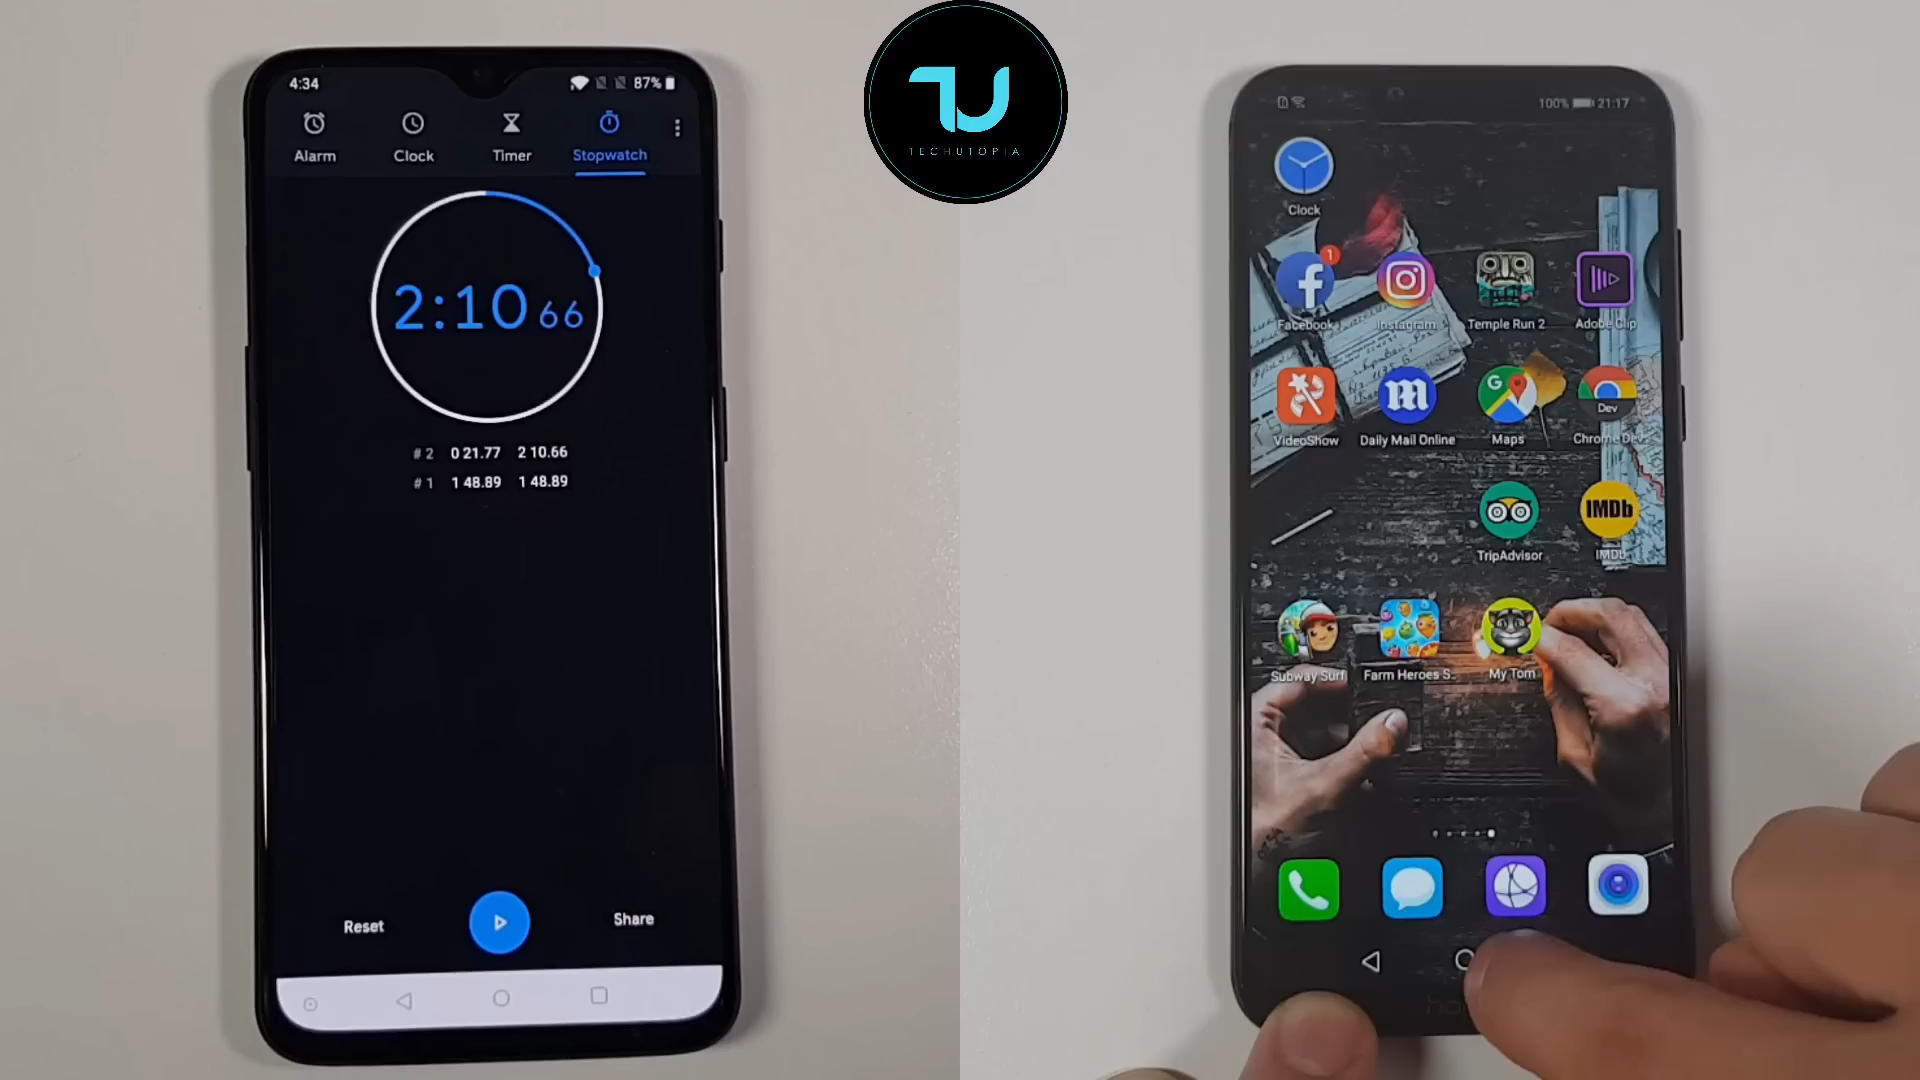 4:34
87%
Alarm
Clock
Timer
Stopwatch
2:10 66
# 2 0 21.77 2 10.66
# 1 1 48.89 1 48.89
Reset
Share
TU
TECHUTOPIA
100% 21:17
Clock
1
Facebook
Instagram
Temple Run 2
Adobe Clip
G
Dev
VideoShow
Daily Mail Online
Maps
Chrome Dev
IMDb
TripAdvisor
IMDb
Subway Surf
Farm Heroes S..
My Tom